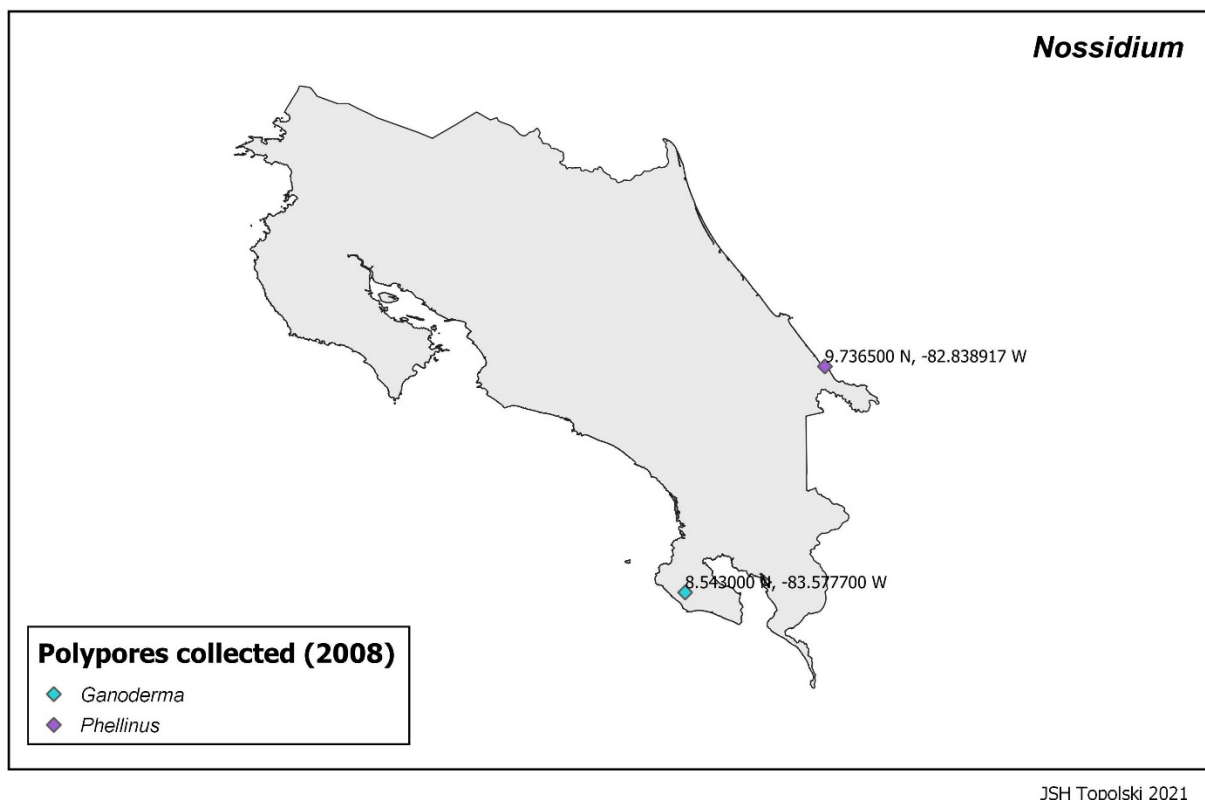 Nossidium
9.736500 N, -82.838917 W
8.543000 N, -83.577700 W
Polypores collected (2008)
Ganoderma
Phellinus
JSH Topolski 2021